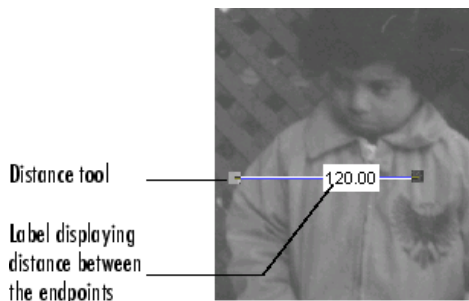 Distance tool
120.00
Label displaying
distance between
the endpoints